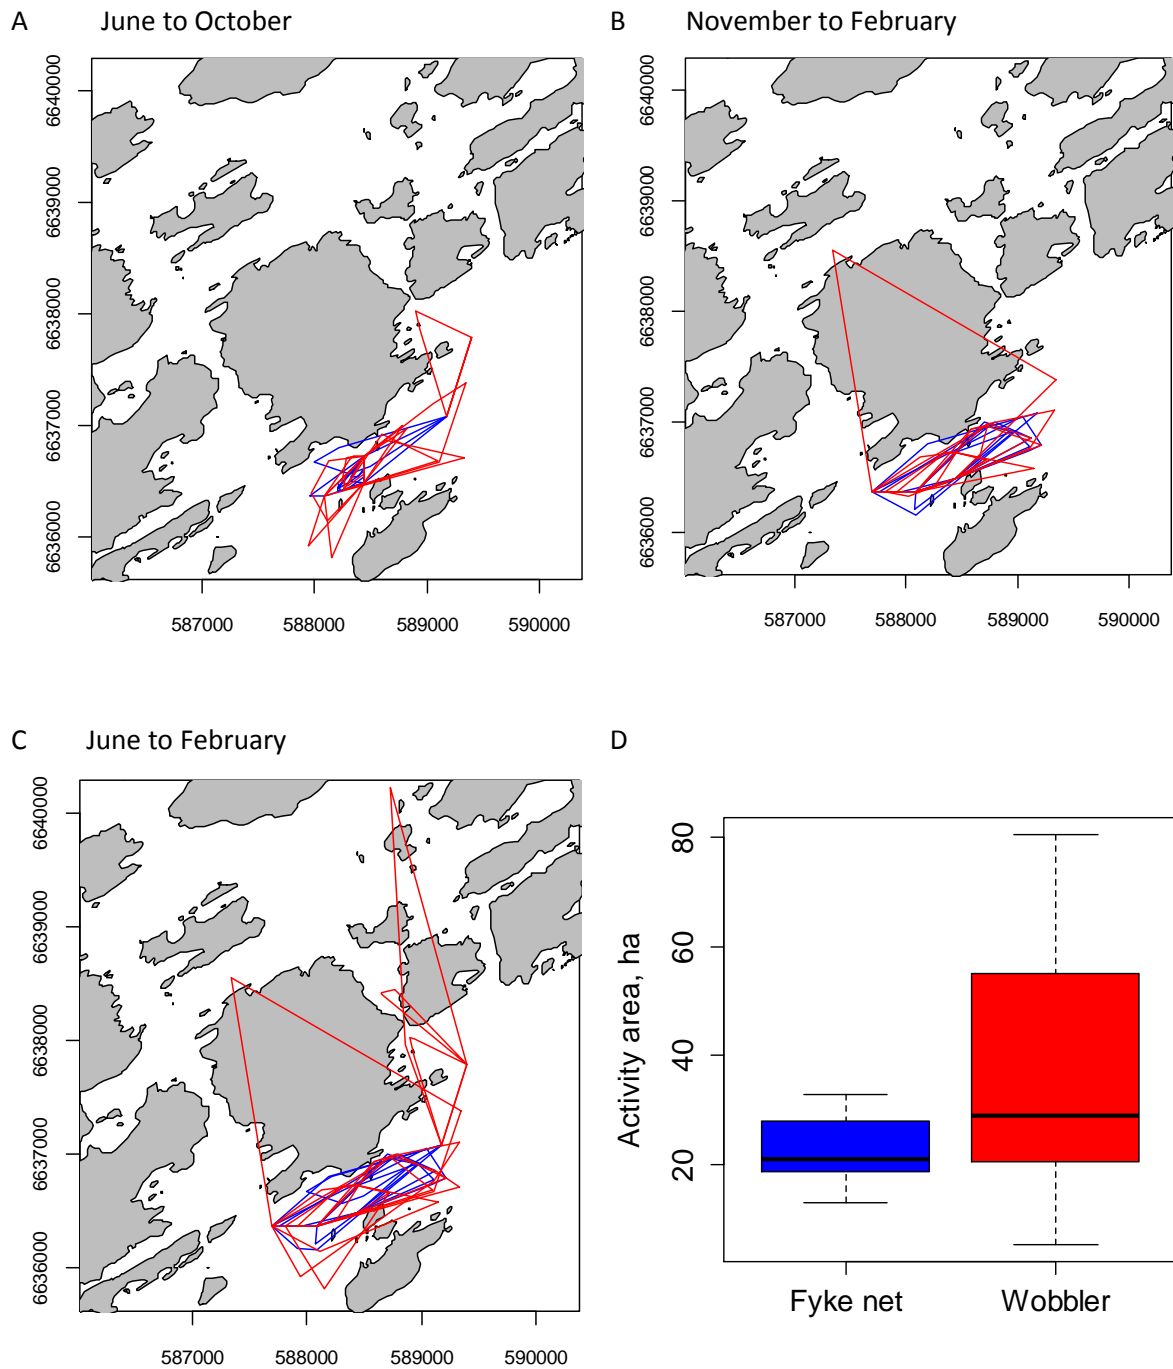 A June to October
6640000
6639000
6638000
6637000
6636000
587000 588000 589000 590000
B November to February
6640000
6639000
6638000
6637000
6636000
587000 588000 589000 590000
C June to February
6640000
6639000
6638000
6637000
6636000
587000 588000 589000 590000
D
Activity area, ha
80
60
40
20
Fyke net Wobbler